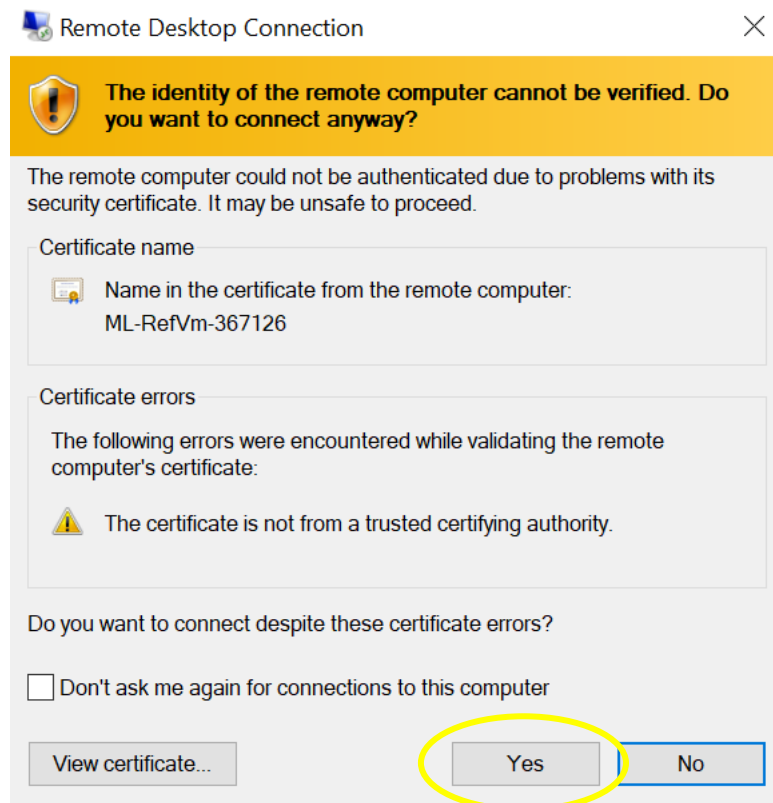 Remote Desktop Connection
The identity of the remote computer cannot be verified. Do
you want to connect anyway?
The remote computer could not be authenticated due to problems with its
security certificate. It may be unsafe to proceed.
Certificate name
Name in the certificate from the remote computer:
ML-RefVm-367126
Certificate errors
The following errors were encountered while validating the remote
computer's certificate:
The certificate is not from a trusted certifying authority.
Do you want to connect despite these certificate errors?
Don't ask me again for connections to this computer
View certificate...
Yes
No